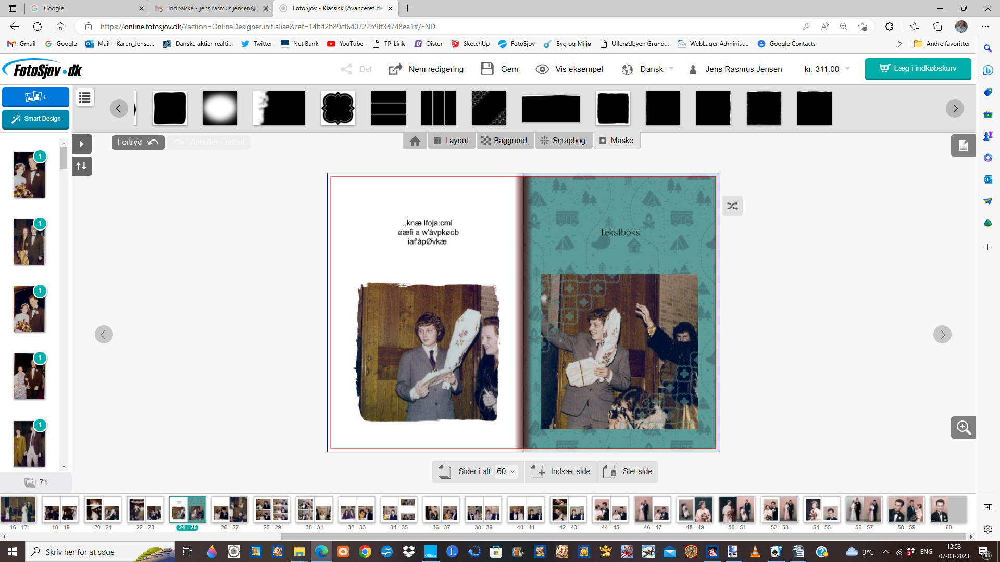 Google
Indbakke - jens.rasmus.jensen@g
FotoSjov - Klassisk (Avanceret de
https://online.fotosjov.dk/?action=OnlineDesigner.initialise&ref=14b42b89cf640722b9ff34748ea1#/END
Gmail
Google
Mail – Karen_Jense...
Danske aktier realti...
Twitter
Net Bank
YouTube
TP-Link
Oister
SketchUp
FotoSjov
Byg og Miljø
Ullerødbyen Grund...
WebLager Administ...
Google Contacts
Andre favoritter
FotoSjov.dk
Del
Nem redigering
Gem
Vis eksempel
Dansk
Jens Rasmus Jensen
kr. 311.00
Læg i indkøbskurv
Smart Design
Fortryd
Annuller Fortryd
Layout
Baggrund
Scrapbog
Maske
1
1
1
1
1
71
.,knæ lfoja:cml
øæfi a w'åvpkøob
iaf'åpØvkæ
Tekstboks
Sider i alt: 60
Indsæt side
Slet side
16 - 17
18 - 19
20 - 21
22 - 23
24 - 25
26 - 27
28 - 29
30 - 31
32 - 33
34 - 35
36 - 37
38 - 39
40 - 41
42 - 43
44 - 45
46 - 47
48 - 49
50 - 51
52 - 53
54 - 55
56 - 57
58 - 59
60
Skriv her for at søge
3°C
ENG
12:53
07-03-2023
18